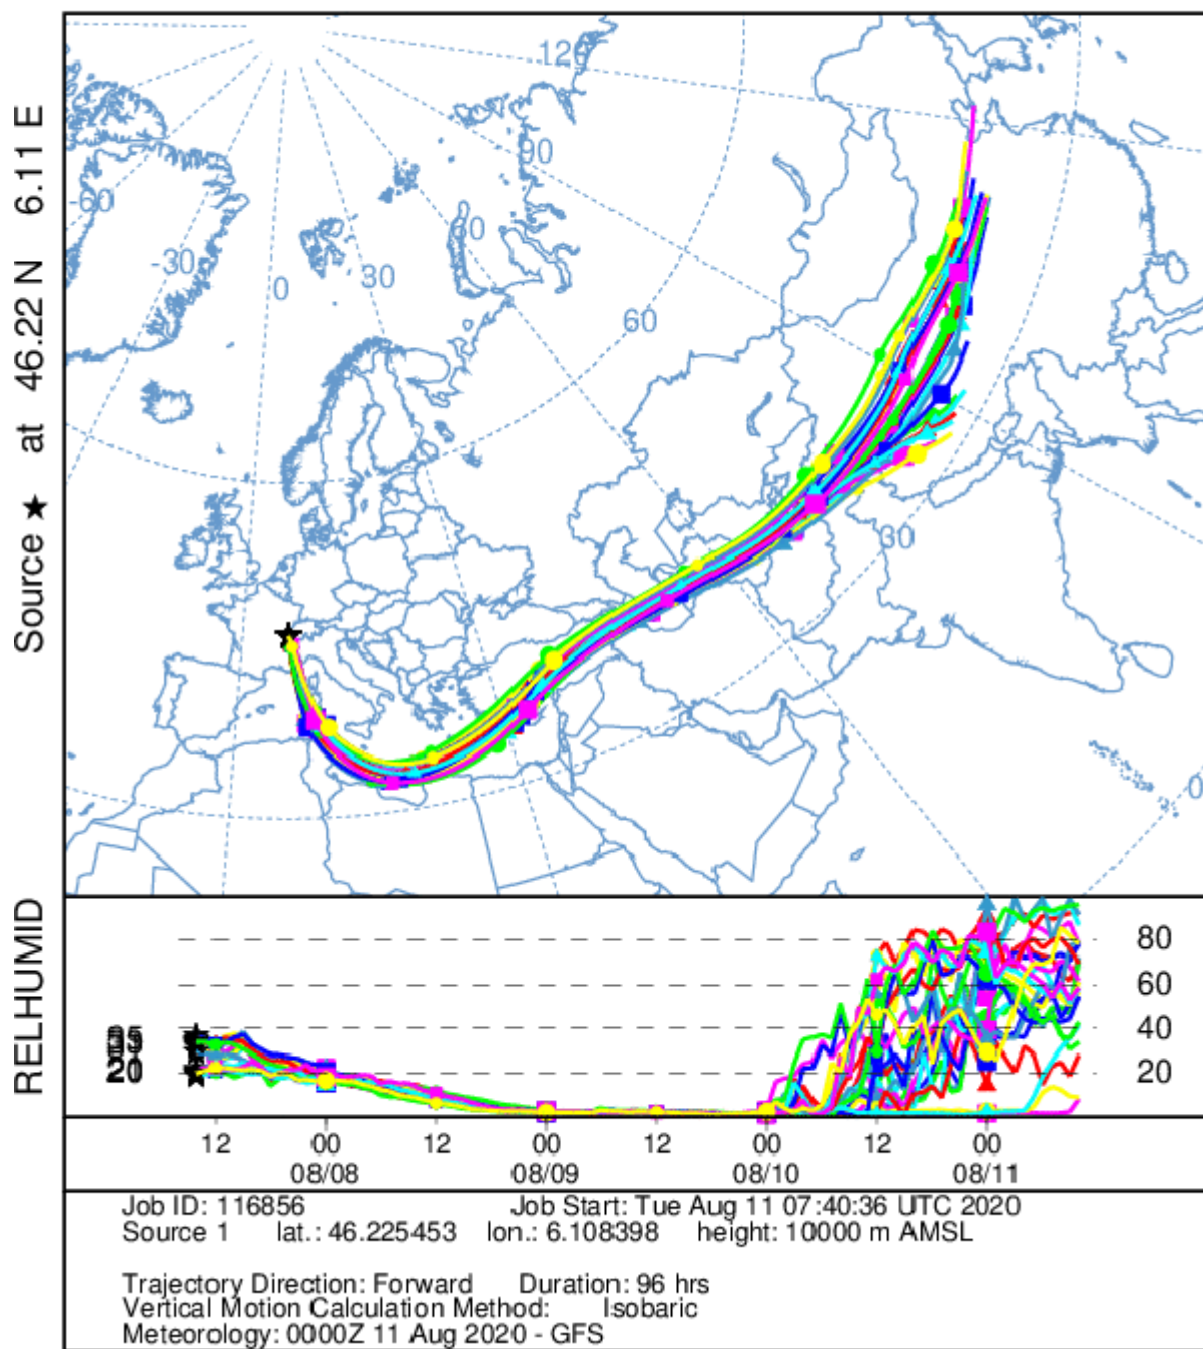 Source ★ at 46.22 N 6.11 E
120
90
-60
60
-30
30
0
60
30
0
RELHUMID
80
60
40
20
20
12 00 12 00 12 00 12 00
08/08 08/09 08/10 08/11
Job ID: 116856 Job Start: Tue Aug 11 07:40:36 UTC 2020
Source 1 lat.: 46.225453 lon.: 6.108398 height: 10000 m AMSL
Trajectory Direction: Forward Duration: 96 hrs
Vertical Motion Calculation Method: Isobaric
Meteorology: 0000Z 11 Aug 2020 - GFS